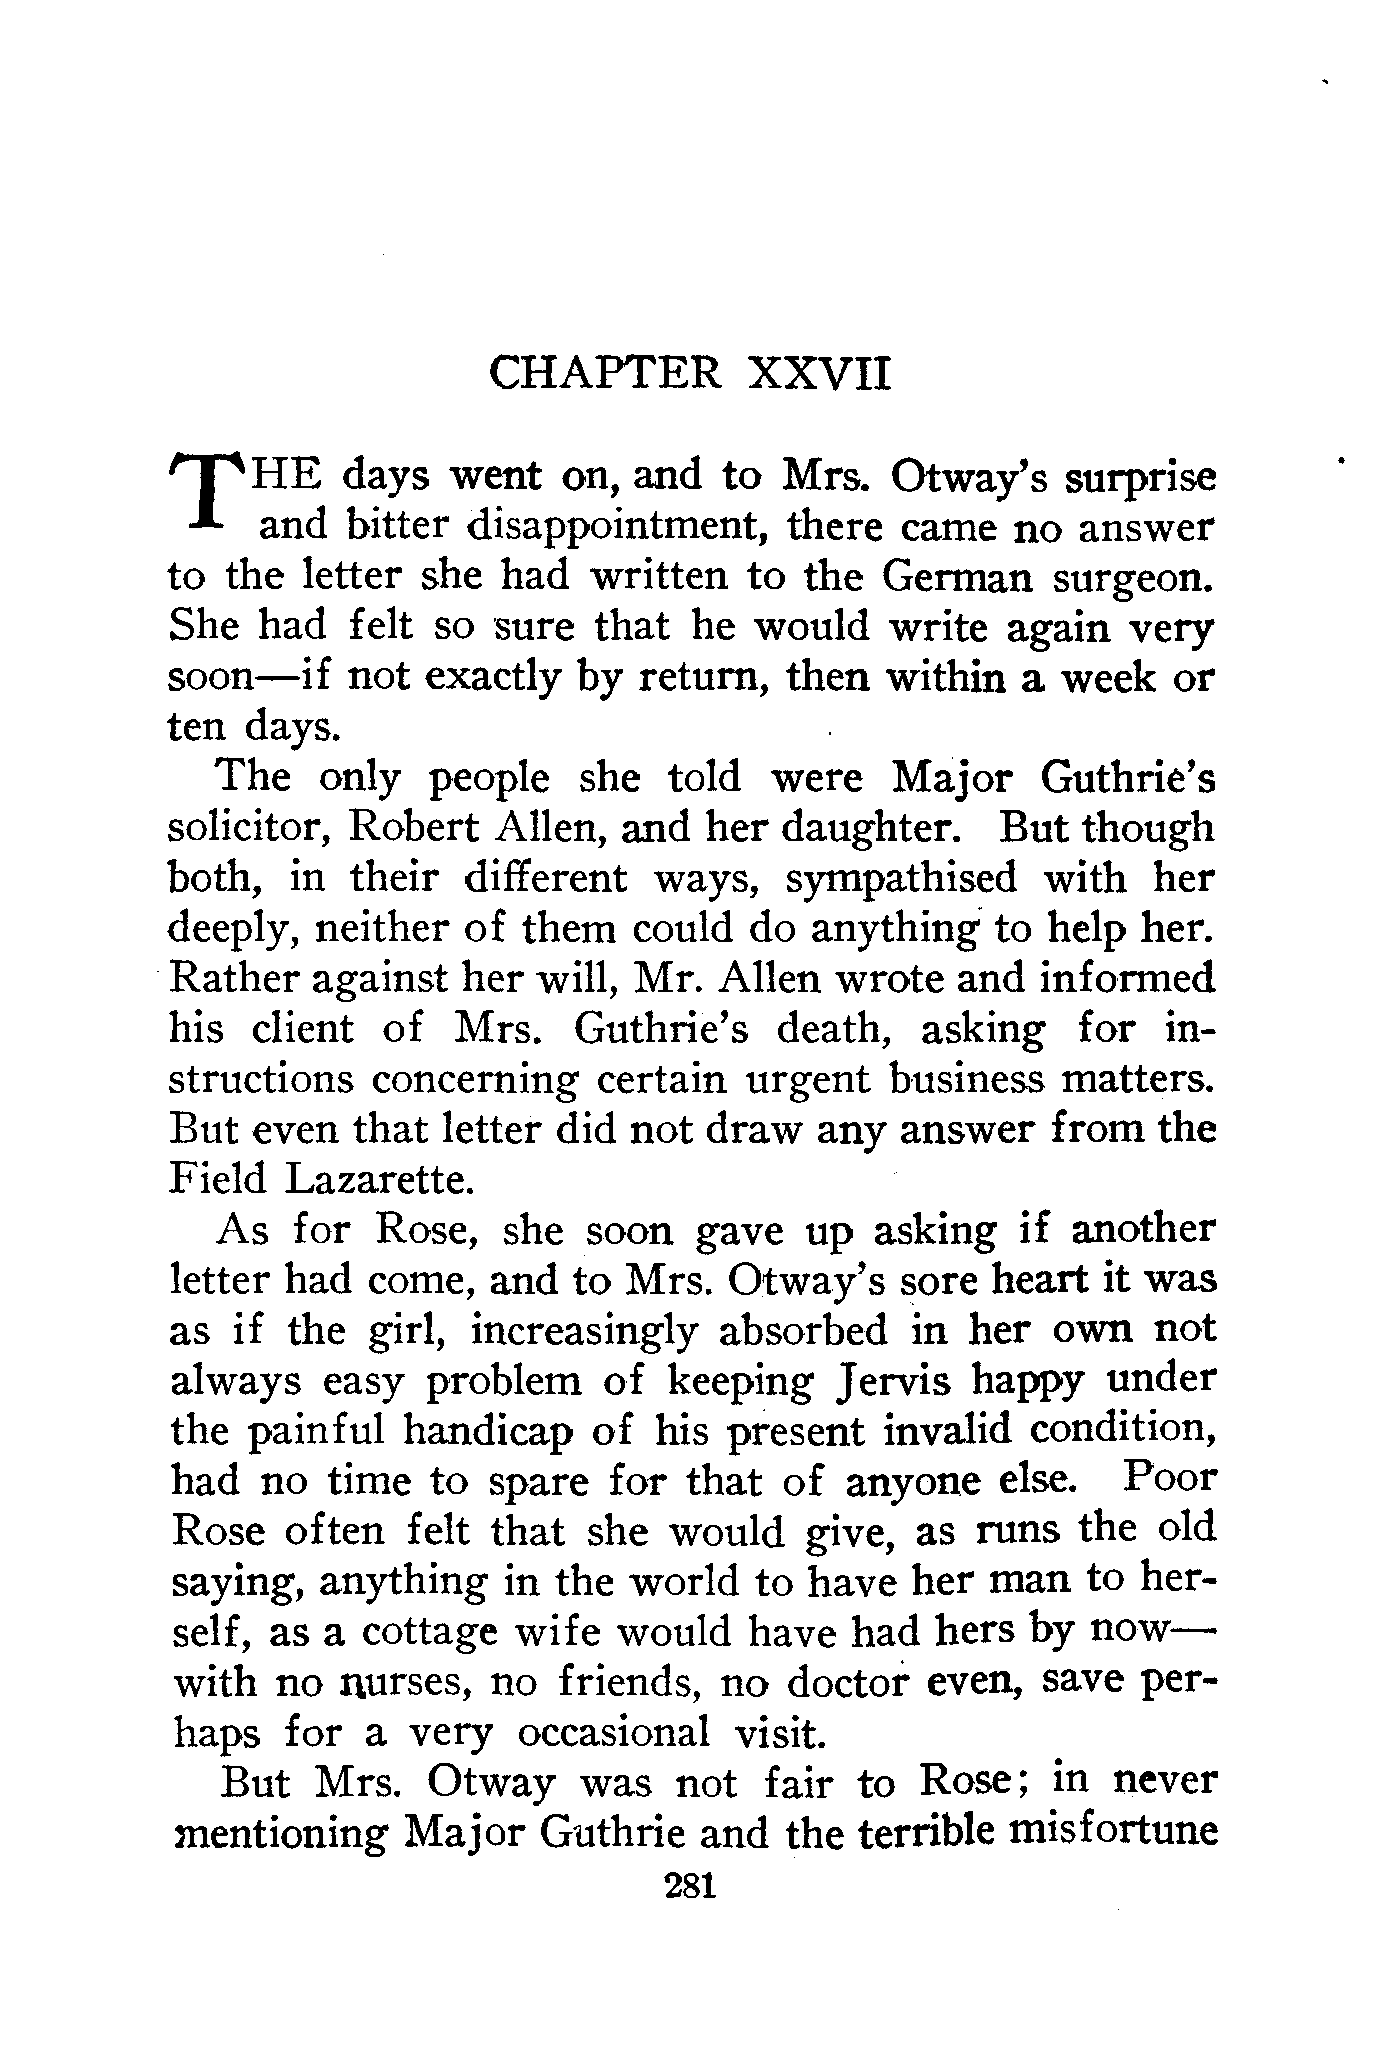 CHAPTER XXVII
THE days went on, and to Mrs. Otway's surprise
and bitter disappointment, there came no answer
to the letter she had written to the German surgeon.
She had felt so sure that he would write again very
soon—if not exactly by return, then within a week or
ten days.
The only people she told were Major Guthrie's
solicitor, Robert Allen, and her daughter. But though
both, in their different ways, sympathised with her
deeply, neither of them could do anything to help her.
Rather against her will, Mr. Allen wrote and informed
his client of Mrs. Guthrie's death, asking for in-
structions concerning certain urgent business matters.
But even that letter did not draw any answer from the
Field Lazarette.
As for Rose, she soon gave up asking if another
letter had come, and to Mrs. Otway's sore heart it was
as if the girl, increasingly absorbed in her own not
always easy problem of keeping Jervis happy under
the painful handicap of his present invalid condition,
had no time to spare for that of anyone else. Poor
Rose often felt that she would give, as runs the old
saying, anything in the world to have her man to her-
self, as a cottage wife would have had hers by now—
with no nurses, no friends, no doctor even, save per-
haps for a very occasional visit.
But Mrs. Otway was not fair to Rose; in never
mentioning Major Guthrie and the terrible misfortune
281